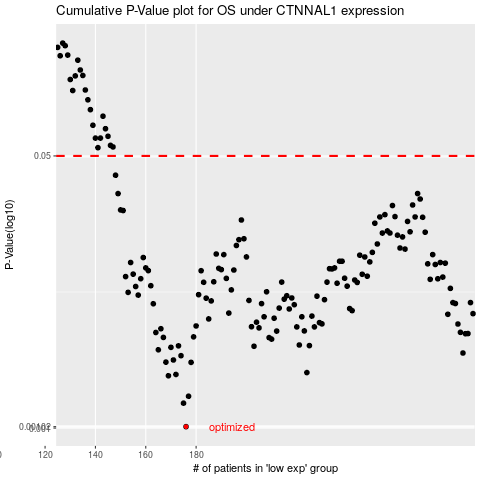 Cumulative P-Value plot for OS under CTNNAL1 expression
P-Value(log10)
0.05
optimized
0
120
140
160
180
# of patients in 'low exp' group